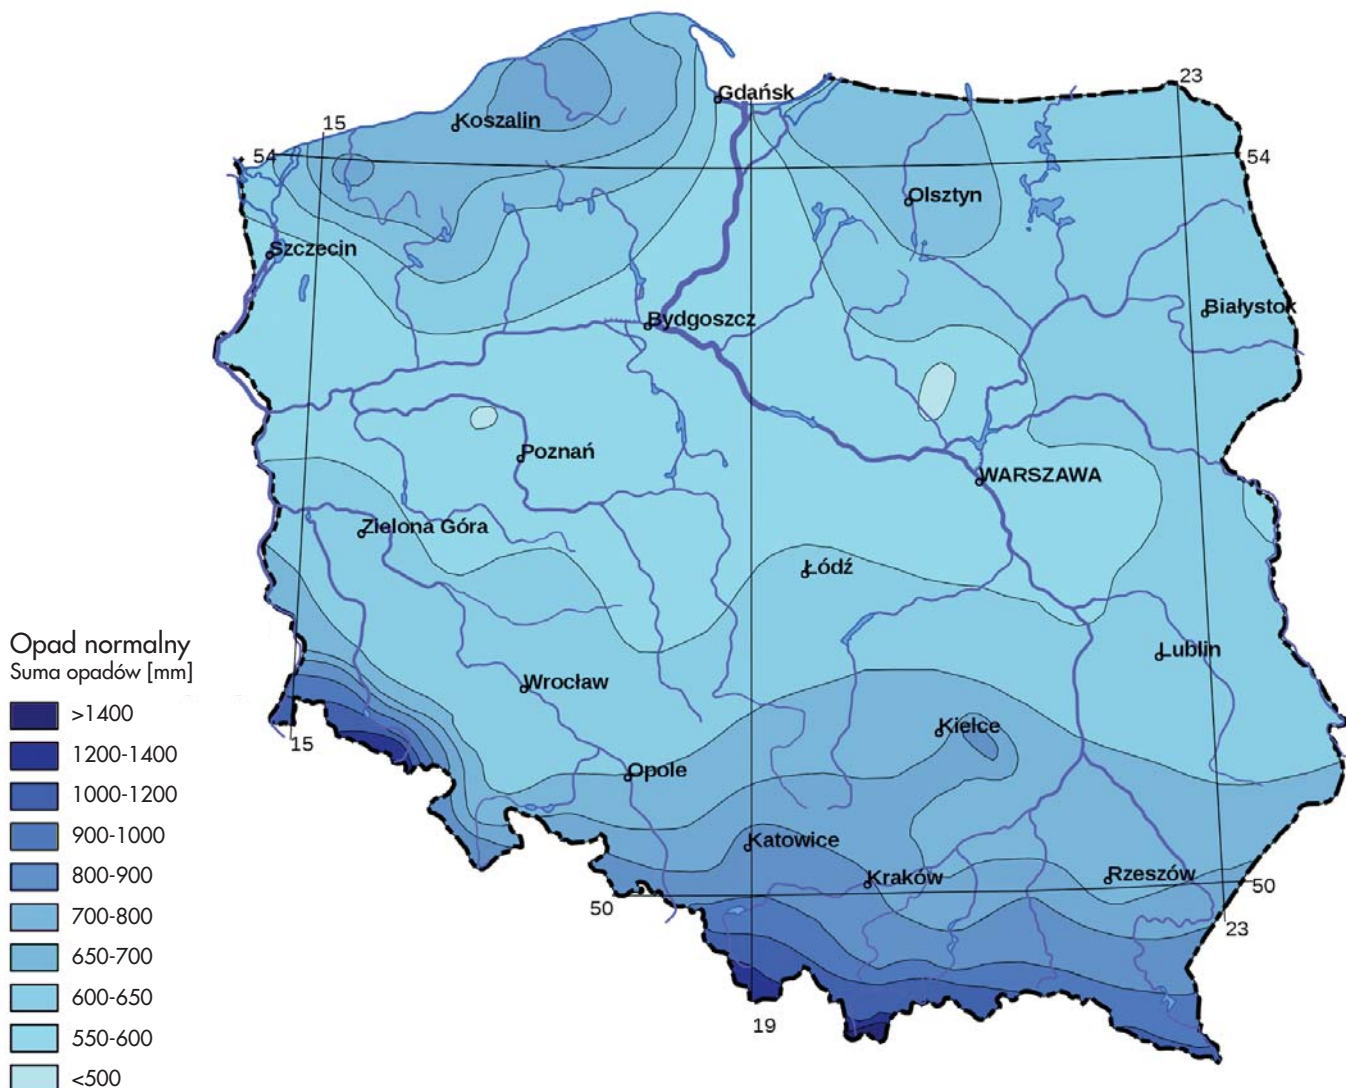 23
Gdańsk
15
Koszalin
54
54
Olsztyn
Szczecin
Białystok
Bydgoszcz
Poznań
WARSZAWA
Zielona Góra
Łódź
Opad normalny
Suma opadów [mm]
Lublin
Wrocław
>1400
Kielce
15
1200-1400
Opole
1000-1200
900-1000
Katowice
800-900
Kraków
Rzeszów
50
50
700-800
23
650-700
600-650
19
550-600
<500